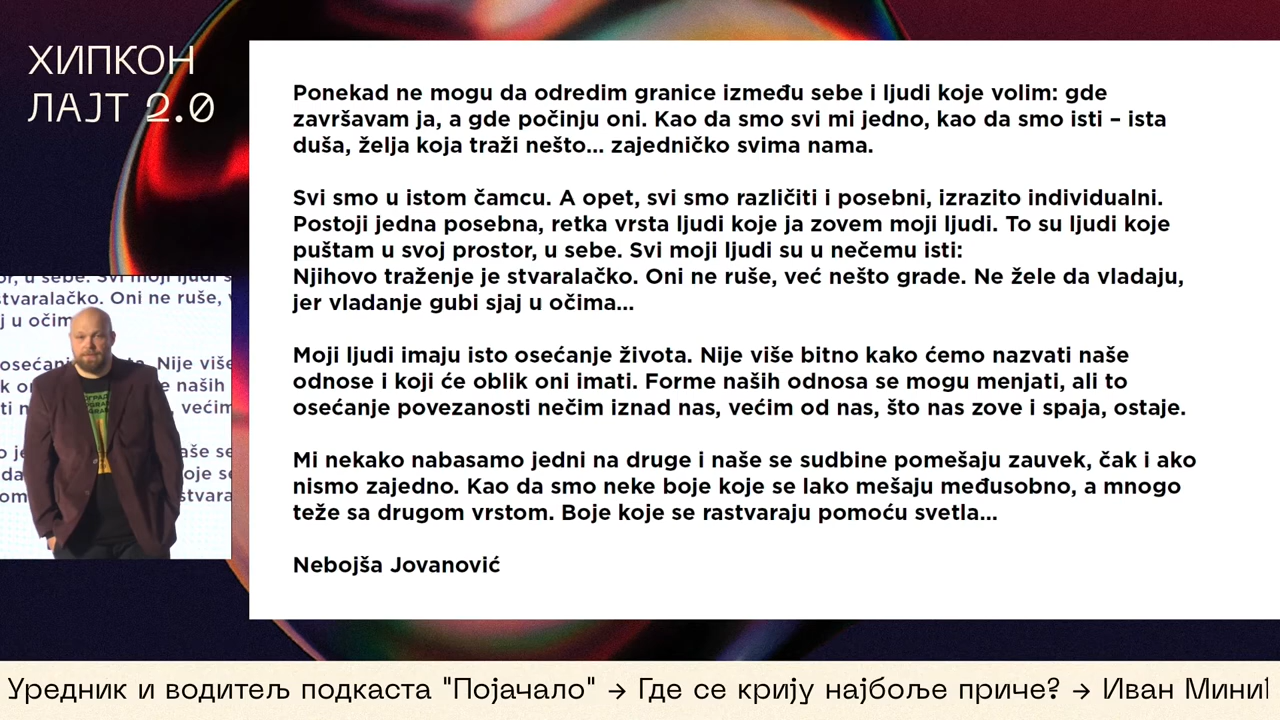 ХИПКОН
ЛАЈТ 2.0
Ponekad ne mogu da odredim granice između sebe i ljudi koje volim: gde
završavam ja, a gde počinju oni. Kao da smo svi mi jedno, kao da smo isti – ista
duša, želja koja traži nešto... zajedničko svima nama.
Svi smo u istom čamcu. A opet, svi smo različiti i posebni, izrazito individualni.
Postoji jedna posebna, retka vrsta ljudi koje ja zovem moji ljudi. To su ljudi koje
puštam u svoj prostor, u sebe. Svi moji ljudi su u nečemu isti:
Njihovo traženje je stvaralačko. Oni ne ruše, već nešto grade. Ne žele da vladaju,
jer vladanje gubi sjaj u očima...
Moji ljudi imaju isto osećanje života. Nije više bitno kako ćemo nazvati naše
odnose i koji će oblik oni imati. Forme naših odnosa se mogu menjati, ali to
osećanje povezanosti nečim iznad nas, većim od nas, što nas zove i spaja, ostaje.
Mi nekako nabasamo jedni na druge i naše se sudbine pomešaju zauvek, čak i ako
nismo zajedno. Kao da smo neke boje koje se lako mešaju međusobno, a mnogo
teže sa drugom vrstom. Boje koje se rastvaraju pomoću svetla...
Nebojša Jovanović
Уредник и водитељ подкаста "Појачало" → Где се крију најбоље приче? → Иван